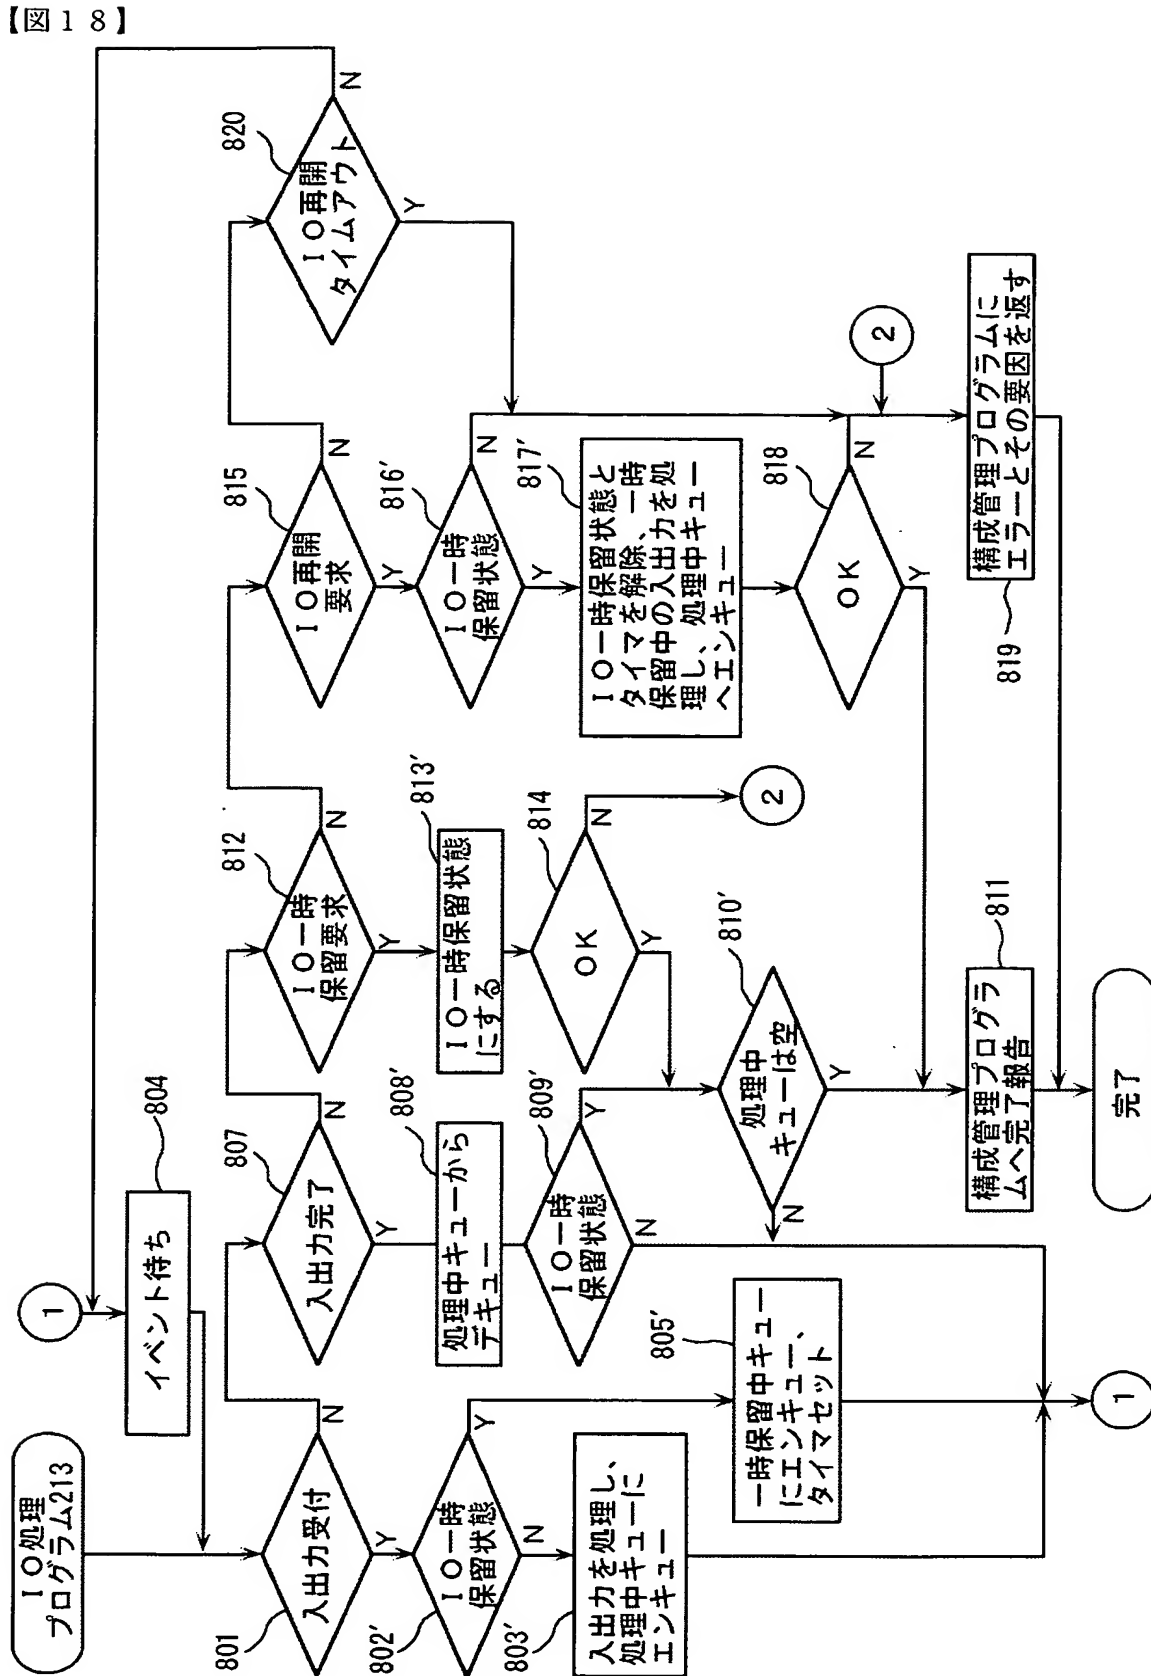 【図１８】
ＩＯ処理
プログラム213
1
イベント待ち
804
入出力受付
801
Y
N
ＩＯ一時
保留状態
802′
Y
N
入出力を処理し、
処理中キューに
エンキュー
803′
一時保留中キュー
にエンキュー、
タイマセット
805′
1
入出力完了
807
Y
N
処理中キューから
デキュー
808′
ＩＯ一時
保留状態
809′
Y
N
処理中
キューは空
810′
Y
N
構成管理プログラ
ムへ完了報告
811
完了
ＩＯ一時
保留要求
812
Y
N
ＩＯ一時保留状態
にする
813′
ＯＫ
814
Y
N
2
ＩＯ再開
要求
815
Y
N
ＩＯ一時
保留状態
816′
Y
N
ＩＯ一時保留状態と
タイマを解除、一時
保留中の入出力を処
理し、処理中キュー
へエンキュー
817′
ＯＫ
818
Y
N
2
構成管理プログラムに
エラーとその要因を返す
819
ＩＯ再開
タイムアウト
820
Y
N